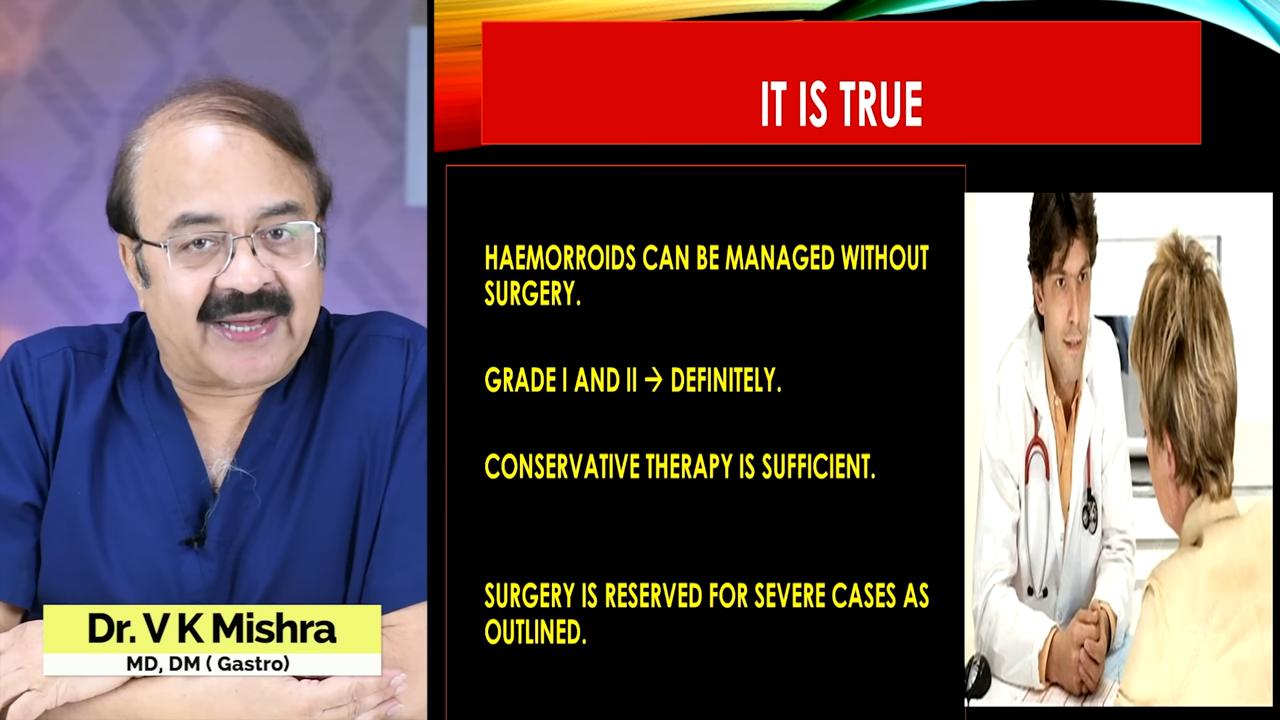 IT IS TRUE
HAEMORROIDS CAN BE MANAGED WITHOUT
SURGERY.
GRADE I AND II → DEFINITELY.
CONSERVATIVE THERAPY IS SUFFICIENT.
SURGERY IS RESERVED FOR SEVERE CASES AS
OUTLINED.
Dr. V K Mishra
MD, DM ( Gastro)